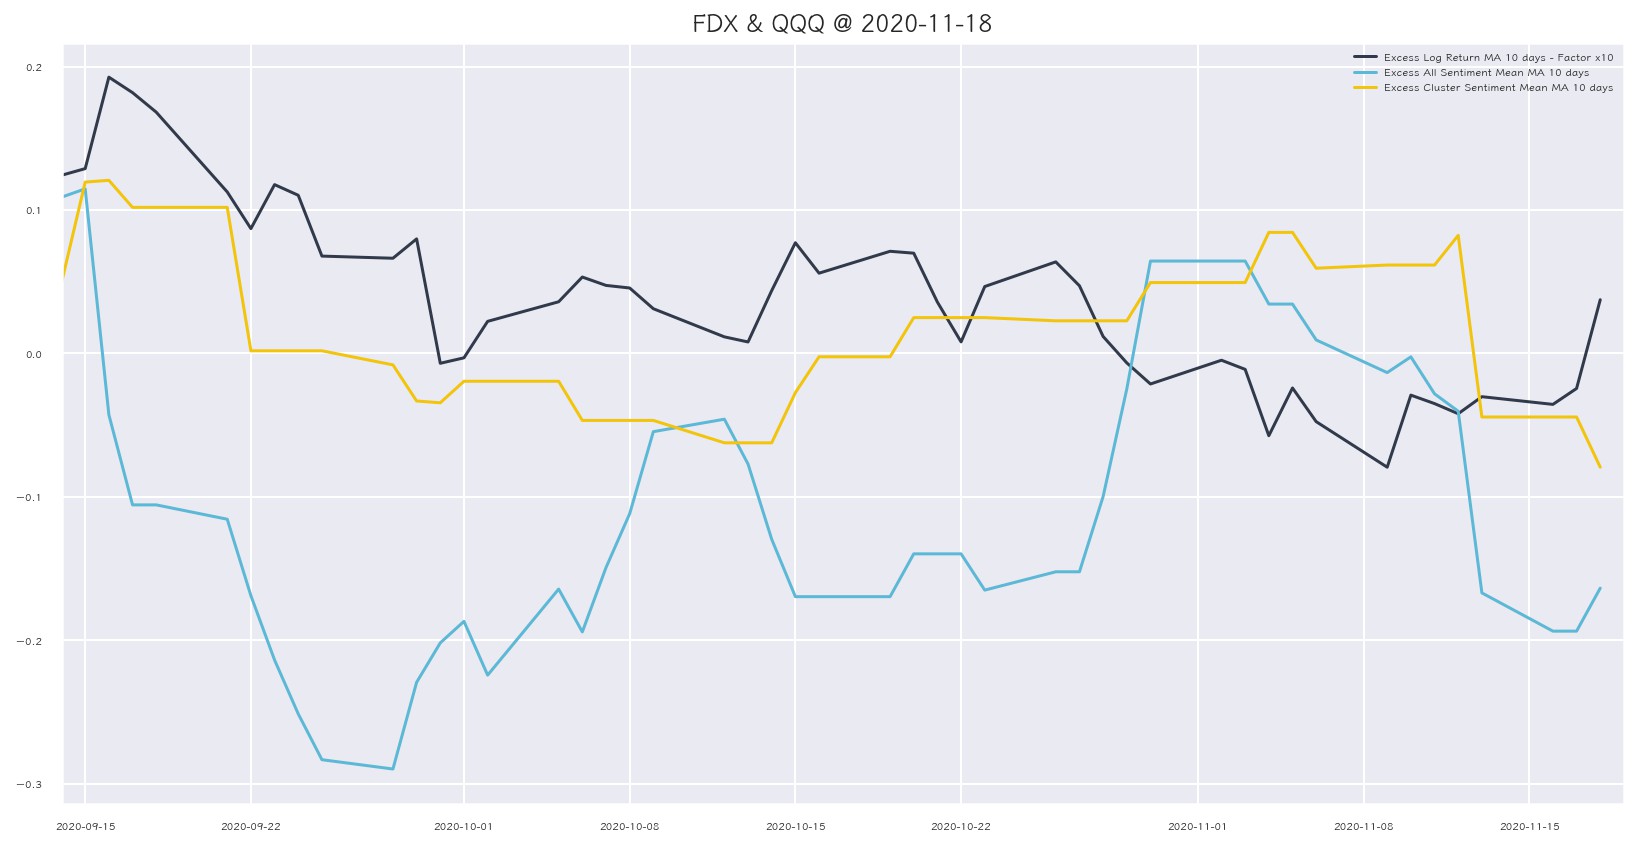 FDX & QQQ @ 2020-11-18
Excess Log Return MA 10 days - Factor x10
Excess All Sentiment Mean MA 10 days
Excess Cluster Sentiment Mean MA 10 days
0.2
0.1
0.0
−0.1
−0.2
−0.3
2020-09-15 2020-09-22 2020-10-01 2020-10-08 2020-10-15 2020-10-22 2020-11-01 2020-11-08 2020-11-15